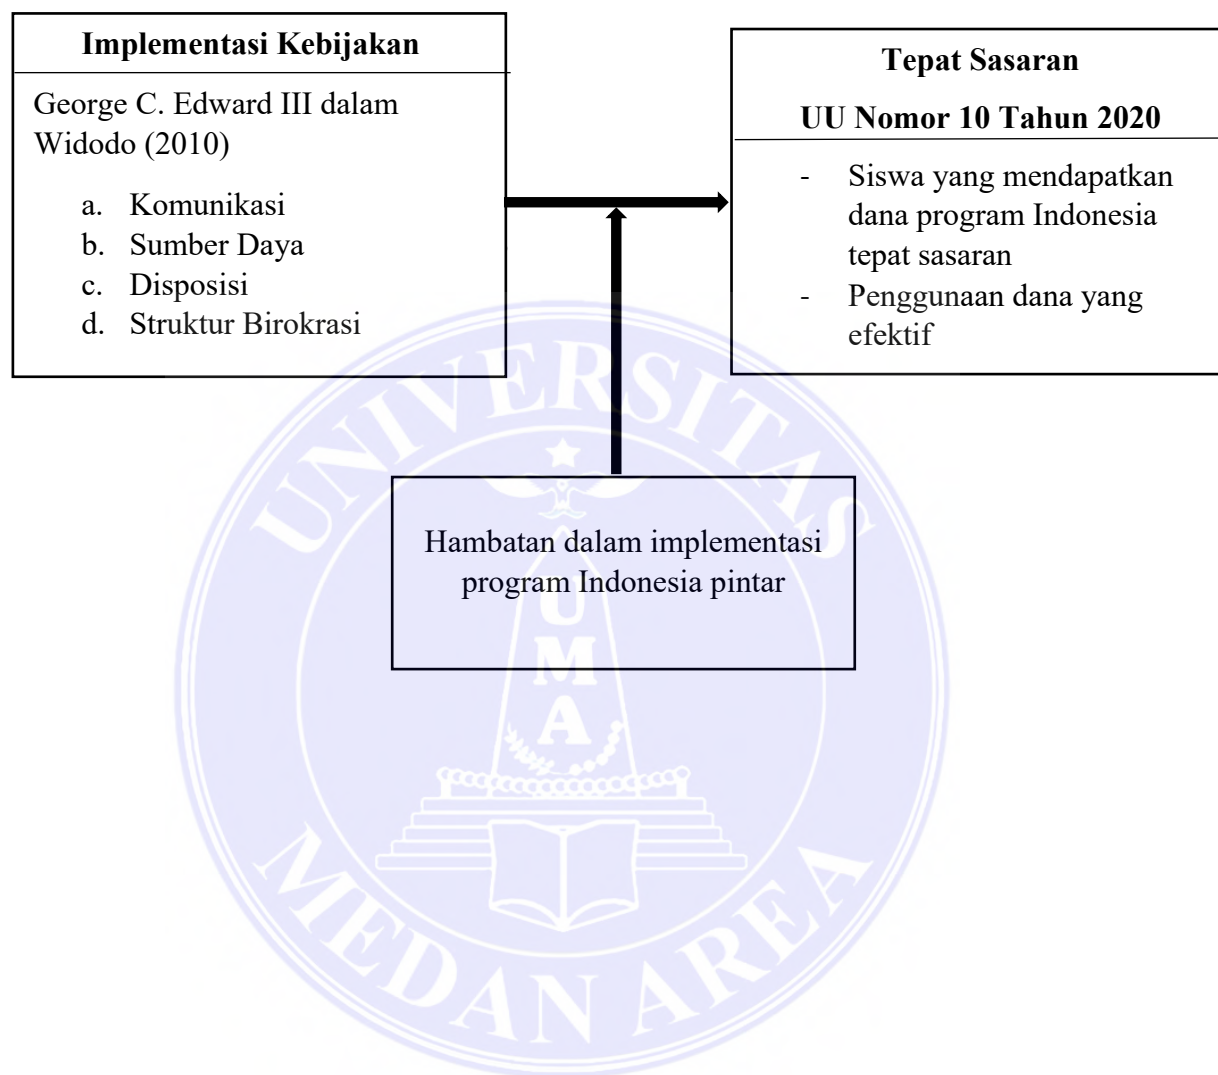 Implementasi Kebijakan
George C. Edward III dalam
Widodo (2010)
a. Komunikasi
b. Sumber Daya
c. Disposisi
d. Struktur Birokrasi
Tepat Sasaran
UU Nomor 10 Tahun 2020
- Siswa yang mendapatkan
dana program Indonesia
tepat sasaran
- Penggunaan dana yang
efektif
Hambatan dalam implementasi
program Indonesia pintar
UNIVERSITAS
UMA
MEDAN AREA